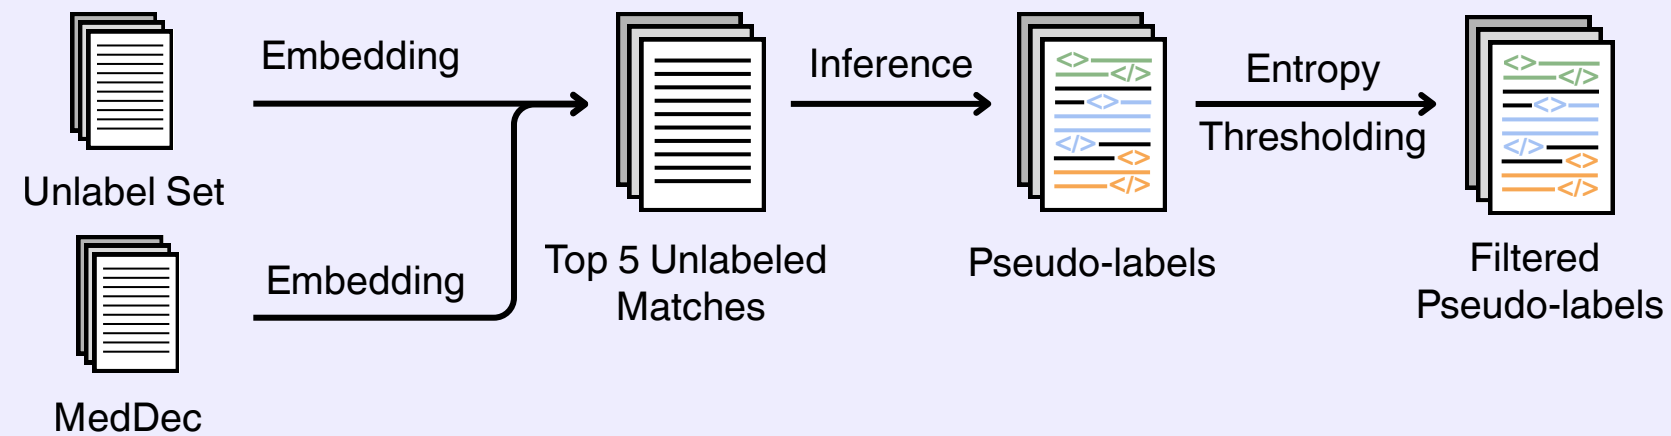 Embedding
Unlabel Set
Embedding
MedDec
Top 5 Unlabeled
Matches
Inference
<> </>
<>
</> <>
</>
Pseudo-labels
Entropy
Thresholding
<> </>
<>
</> <>
</>
Filtered
Pseudo-labels